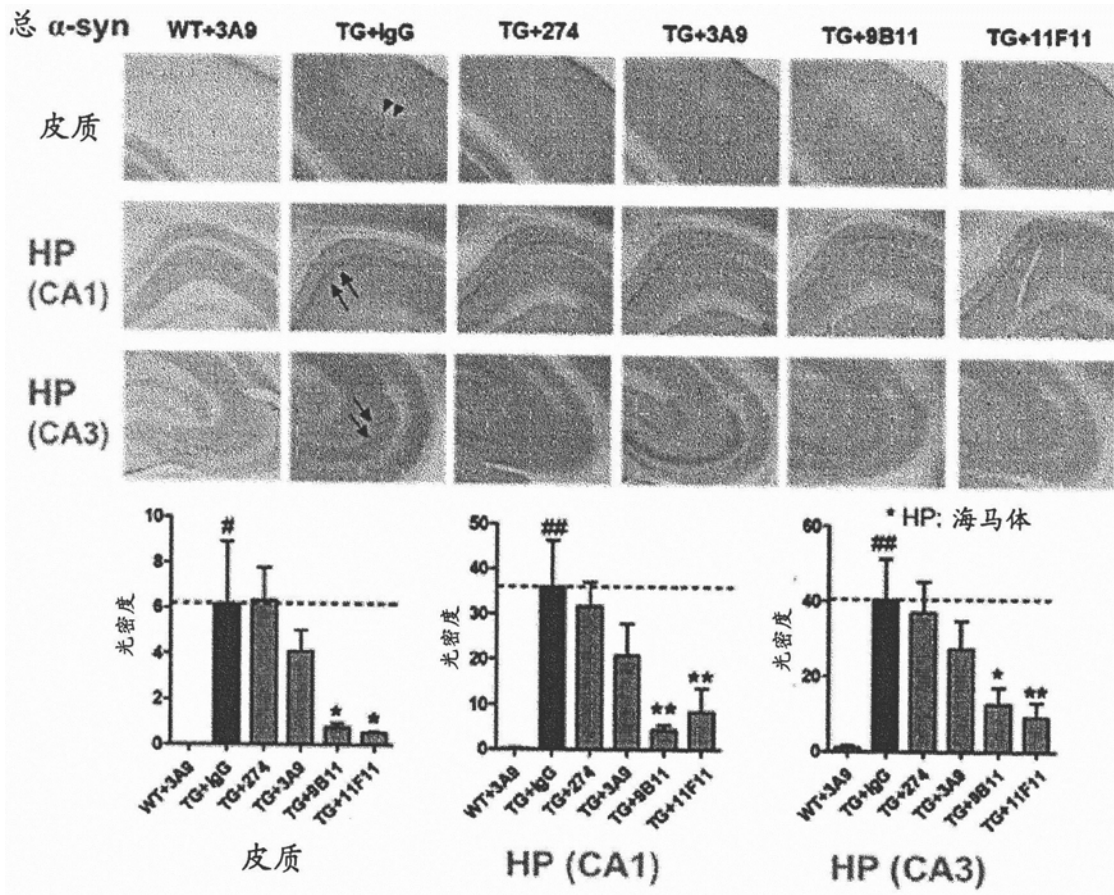 总 α-syn WT+3A9 TG+IgG TG+274 TG+3A9 TG+9B11 TG+11F11
皮质
HP
(CA1)
HP
(CA3)
* HP: 海马体
光密度
10
8
6
4
2
0
#
*
*
WT+3A9
TG+IgG
TG+274
TG+3A9
TG+9B11
TG+11F11
皮质
光密度
50
40
30
20
10
0
##
**
**
WT+3A9
TG+IgG
TG+274
TG+3A9
TG+9B11
TG+11F11
HP (CA1)
光密度
60
40
20
0
##
*
**
WT+3A9
TG+IgG
TG+274
TG+3A9
TG+9B11
TG+11F11
HP (CA3)